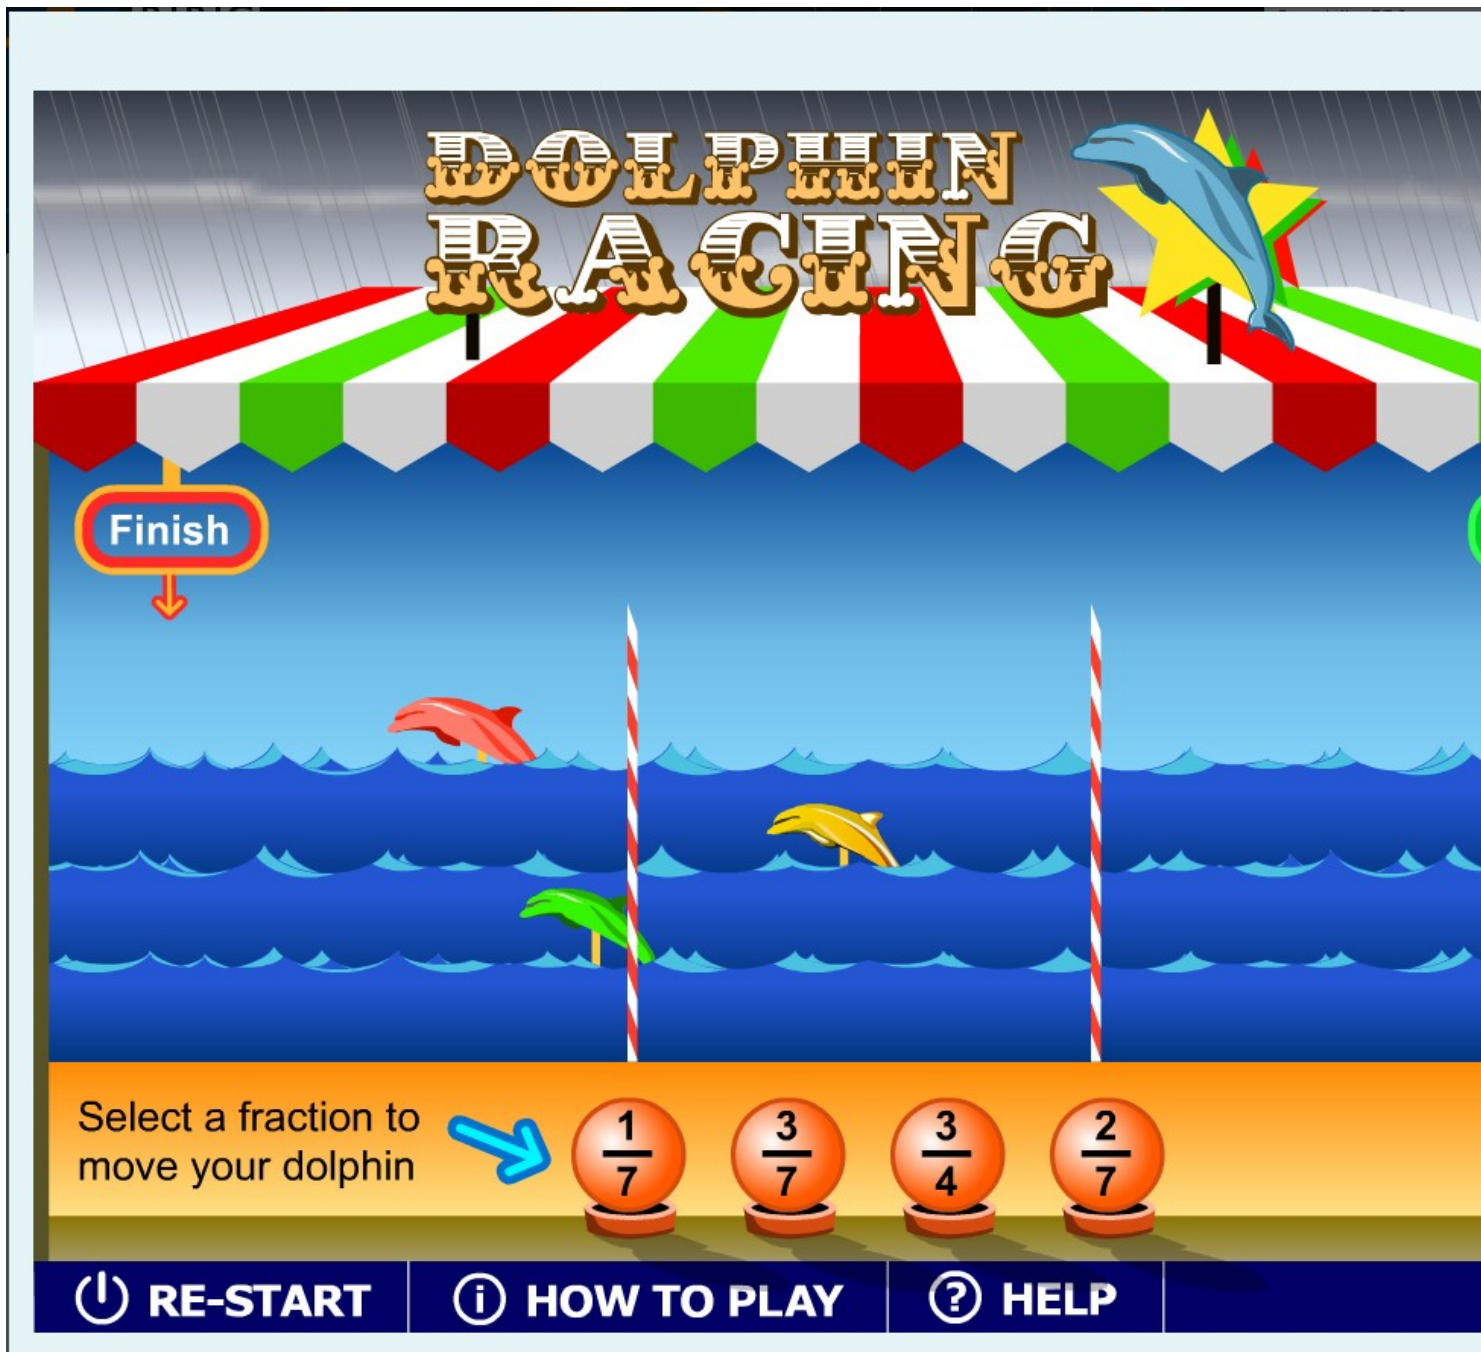 DOLPHIN
RACING
Finish
Select a fraction to
move your dolphin
1
7
3
7
3
4
2
7
RE-START
i HOW TO PLAY
? HELP